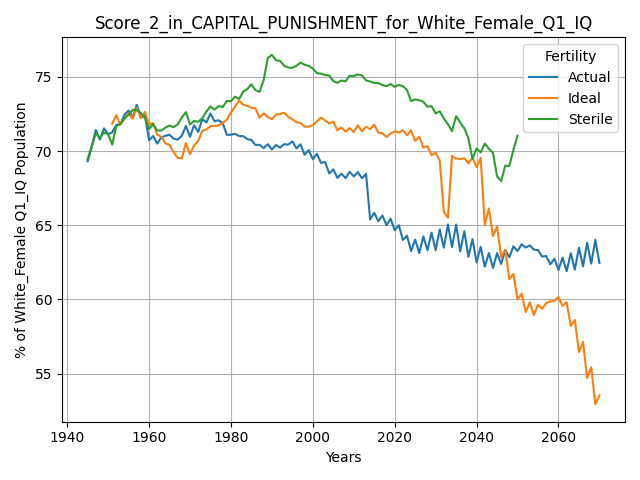 Score_2_in_CAPITAL_PUNISHMENT_for_White_Female_Q1_IQ
% of White_Female Q1_IQ Population
75
70
65
60
55
Fertility
Actual
Ideal
Sterile
1940 1960 1980 2000 2020 2040 2060
Years